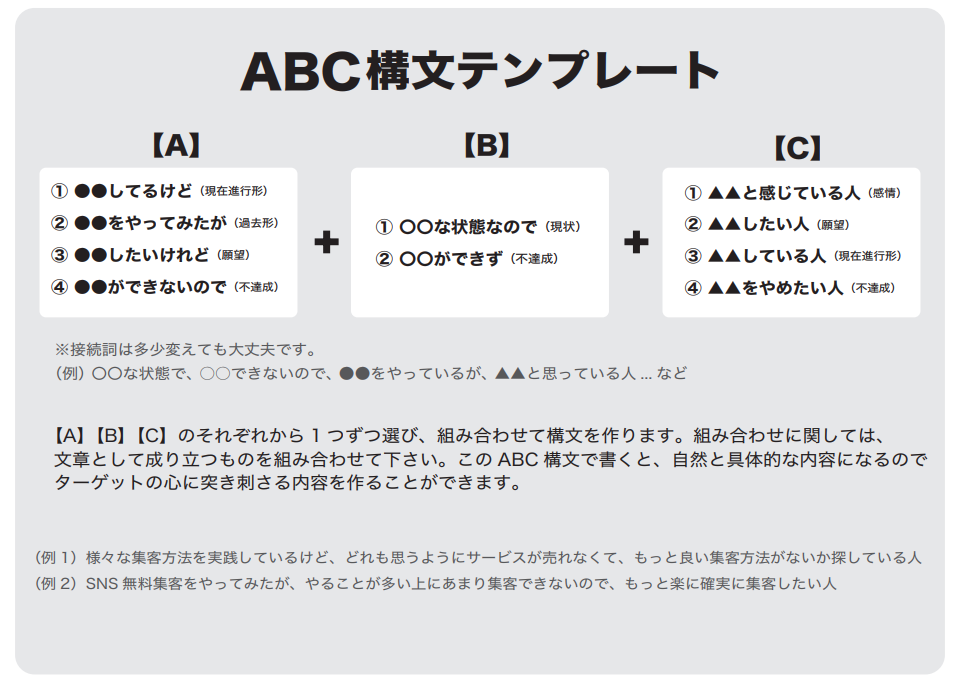 ABC構文テンプレート
【A】
① ●●してるけど（現在進行形）
② ●●をやってみたが（過去形）
③ ●●したいけれど（願望）
④ ●●ができないので（不達成）
+
【B】
① 〇〇な状態なので（現状）
② 〇〇ができず（不達成）
+
【C】
① ▲▲と感じている人（感情）
② ▲▲したい人（願望）
③ ▲▲している人（現在進行形）
④ ▲▲をやめたい人（不達成）
※接続詞は多少変えても大丈夫です。
（例）〇〇な状態で、○○できないので、●●をやっているが、▲▲と思っている人 ... など
【A】【B】【C】のそれぞれから 1 つずつ選び、組み合わせて構文を作ります。組み合わせに関しては、
文章として成り立つものを組み合わせて下さい。この ABC 構文で書くと、自然と具体的な内容になるので
ターゲットの心に突き刺さる内容を作ることができます。
（例 1）様々な集客方法を実践しているけど、どれも思うようにサービスが売れなくて、もっと良い集客方法がないか探している人
（例 2）SNS 無料集客をやってみたが、やることが多い上にあまり集客できないので、もっと楽に確実に集客したい人